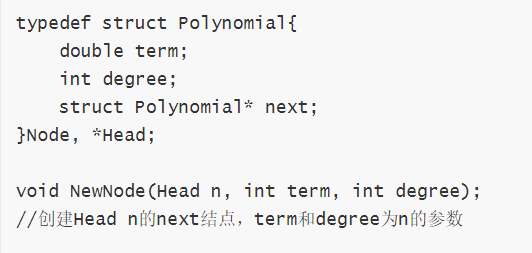 typedef struct Polynomial{
    double term;
    int degree;
    struct Polynomial* next;
}Node, *Head;

void NewNode(Head n, int term, int degree);
//创建Head n的next结点，term和degree为n的参数